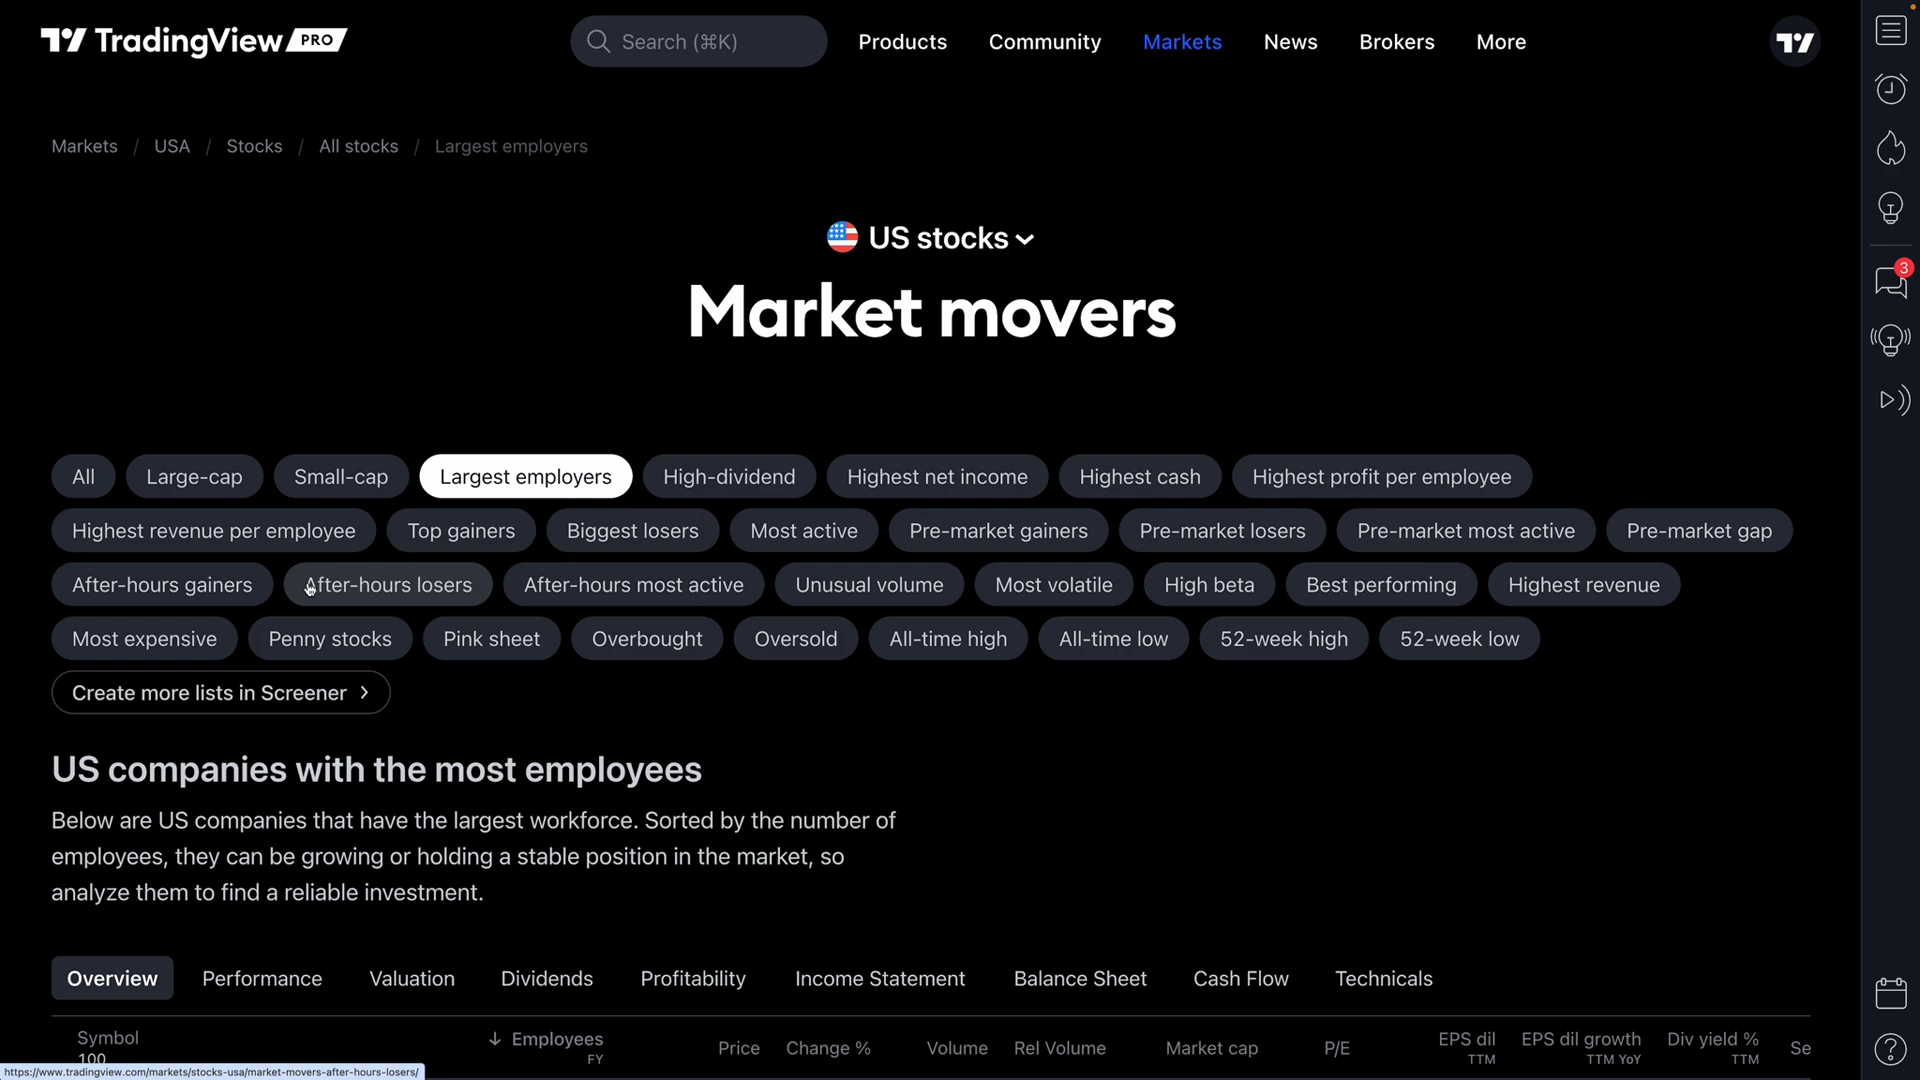 TradingView PRO
Search (⌘K)
Products Community Markets News Brokers More
Markets / USA / Stocks / All stocks / Largest employers
US stocks
Market movers
All Large-cap Small-cap Largest employers High-dividend Highest net income Highest cash Highest profit per employee
Highest revenue per employee Top gainers Biggest losers Most active Pre-market gainers Pre-market losers Pre-market most active Pre-market gap
After-hours gainers After-hours losers After-hours most active Unusual volume Most volatile High beta Best performing Highest revenue
Most expensive Penny stocks Pink sheet Overbought Oversold All-time high All-time low 52-week high 52-week low
Create more lists in Screener
US companies with the most employees
Below are US companies that have the largest workforce. Sorted by the number of
employees, they can be growing or holding a stable position in the market, so
analyze them to find a reliable investment.
Overview Performance Valuation Dividends Profitability Income Statement Balance Sheet Cash Flow Technicals
Symbol Employees Price Change % Volume Rel Volume Market cap P/E EPS dil EPS dil growth Div yield % Se
100 FY TTM TTM YoY TTM
https://www.tradingview.com/markets/stocks-usa/market-movers-after-hours-losers/
3